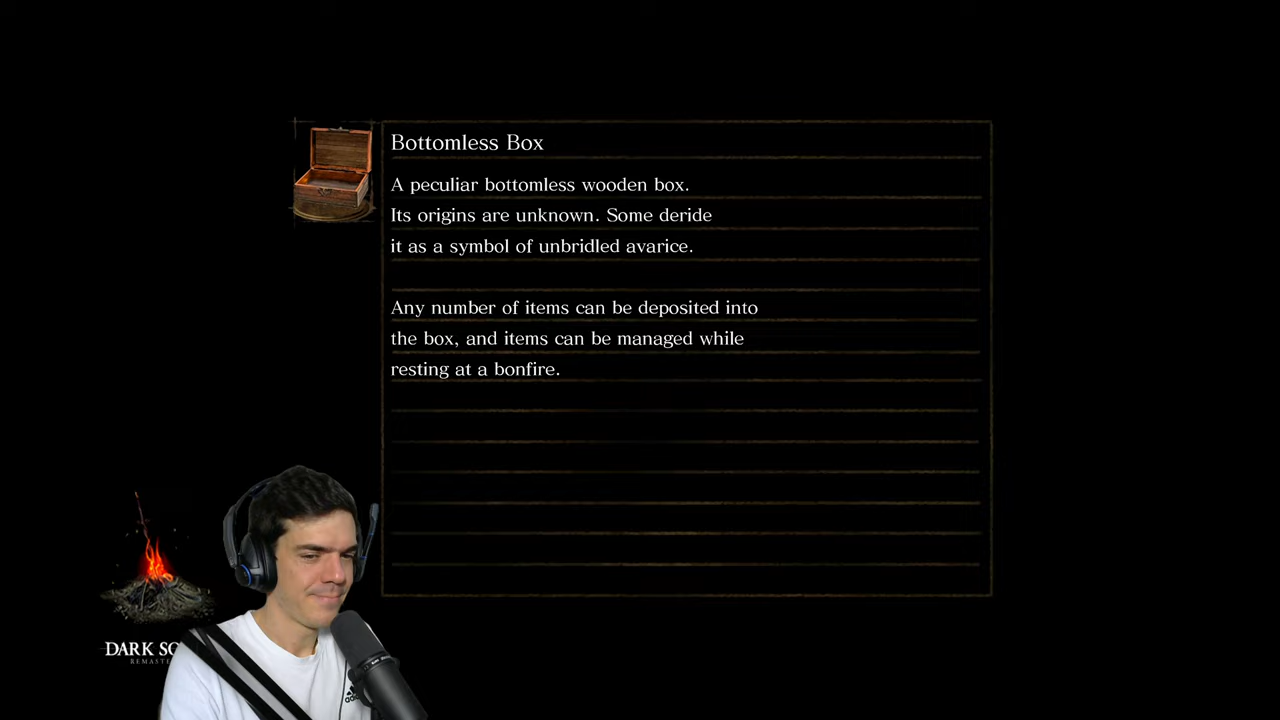 Bottomless Box
A peculiar bottomless wooden box.
Its origins are unknown. Some deride
it as a symbol of unbridled avarice.
Any number of items can be deposited into
the box, and items can be managed while
resting at a bonfire.
DARK